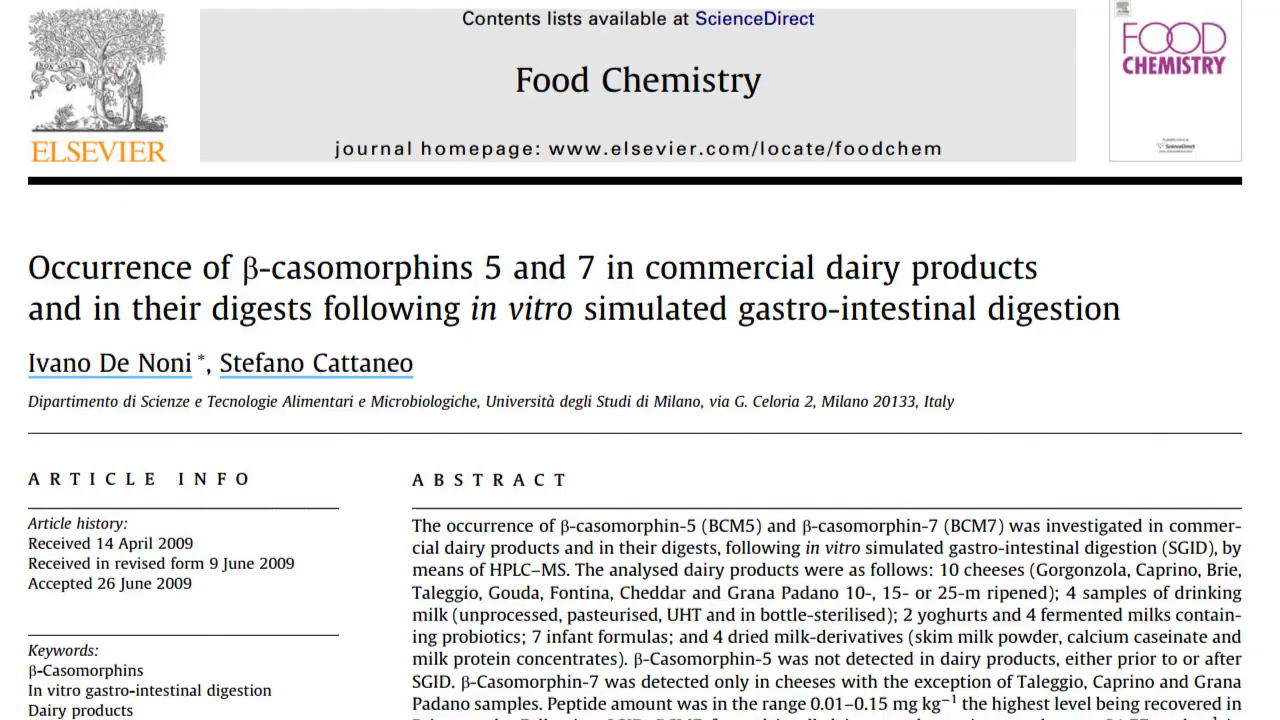 Contents lists available at ScienceDirect
Food Chemistry
journal homepage: www.elsevier.com/locate/foodchem
ELSEVIER
FOOD
CHEMISTRY
ScienceDirect
Occurrence of β-casomorphins 5 and 7 in commercial dairy products
and in their digests following in vitro simulated gastro-intestinal digestion
Ivano De Noni *, Stefano Cattaneo
Dipartimento di Scienze e Tecnologie Alimentari e Microbiologiche, Università degli Studi di Milano, via G. Celoria 2, Milano 20133, Italy
ARTICLE INFO
Article history:
Received 14 April 2009
Received in revised form 9 June 2009
Accepted 26 June 2009
Keywords:
β-Casomorphins
In vitro gastro-intestinal digestion
Dairy products
ABSTRACT
The occurrence of β-casomorphin-5 (BCM5) and β-casomorphin-7 (BCM7) was investigated in commer-
cial dairy products and in their digests, following in vitro simulated gastro-intestinal digestion (SGID), by
means of HPLC–MS. The analysed dairy products were as follows: 10 cheeses (Gorgonzola, Caprino, Brie,
Taleggio, Gouda, Fontina, Cheddar and Grana Padano 10-, 15- or 25-m ripened); 4 samples of drinking
milk (unprocessed, pasteurised, UHT and in bottle-sterilised); 2 yoghurts and 4 fermented milks contain-
ing probiotics; 7 infant formulas; and 4 dried milk-derivatives (skim milk powder, calcium caseinate and
milk protein concentrates). β-Casomorphin-5 was not detected in dairy products, either prior to or after
SGID. β-Casomorphin-7 was detected only in cheeses with the exception of Taleggio, Caprino and Grana
Padano samples. Peptide amount was in the range 0.01–0.15 mg kg−1 the highest level being recovered in